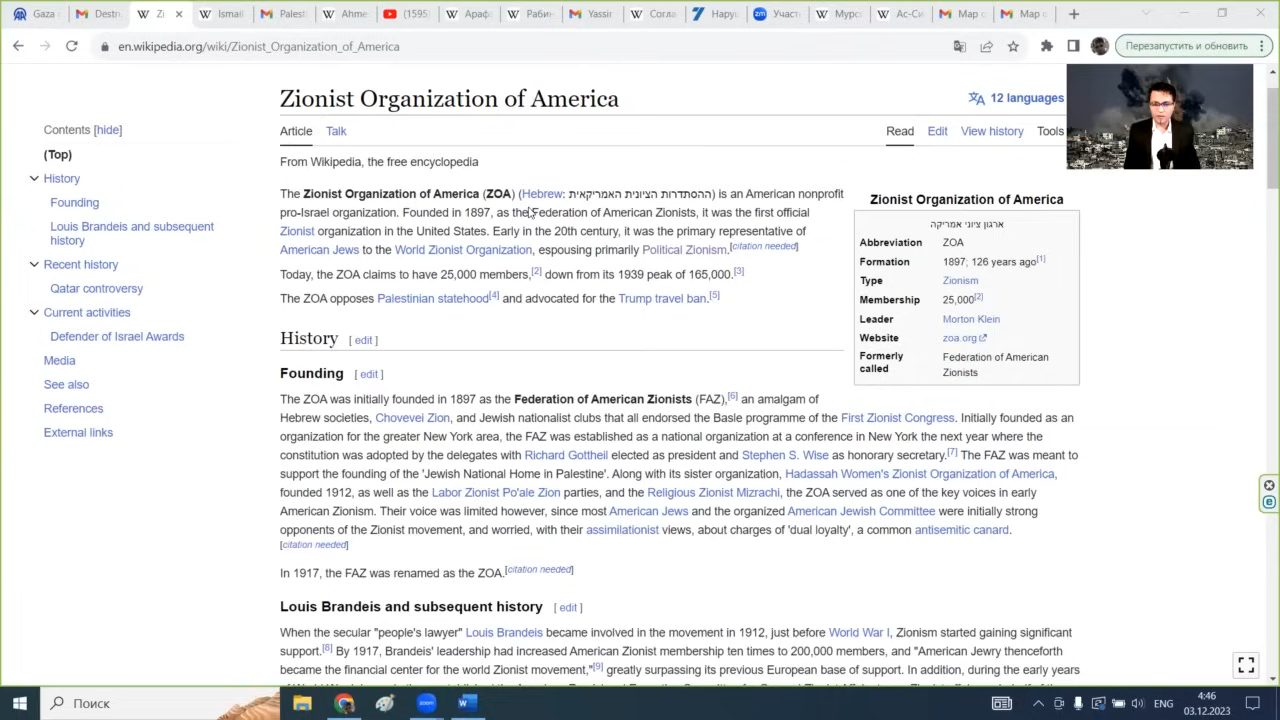 Gaza
Destru
Zi
Ismail
Palest
Ahme
(1595)
Араф
Рабин
Yassir
Согла
Наруш
Участ
Мурс
Ас-Си
Мар о
Мар о
en.wikipedia.org/wiki/Zionist_Organization_of_America
Перезапустить и обновить
Zionist Organization of America
12 languages
Contents [hide]
(Top)
History
Founding
Louis Brandeis and subsequent
history
Recent history
Qatar controversy
Current activities
Defender of Israel Awards
Media
See also
References
External links
Article Talk
Read Edit View history Tools
From Wikipedia, the free encyclopedia
The Zionist Organization of America (ZOA) (Hebrew: ההסתדרות הציונית האמריקאית) is an American nonprofit
pro-Israel organization. Founded in 1897, as the Federation of American Zionists, it was the first official
Zionist organization in the United States. Early in the 20th century, it was the primary representative of
American Jews to the World Zionist Organization, espousing primarily Political Zionism.[citation needed]
Today, the ZOA claims to have 25,000 members,[2] down from its 1939 peak of 165,000.[3]
The ZOA opposes Palestinian statehood[4] and advocated for the Trump travel ban.[5]
Zionist Organization of America
ארגון ציוני אמריקה
Abbreviation ZOA
Formation 1897; 126 years ago[1]
Type Zionism
Membership 25,000[2]
Leader Morton Klein
Website zoa.org
Formerly called Federation of American Zionists
History [ edit ]
Founding [ edit ]
The ZOA was initially founded in 1897 as the Federation of American Zionists (FAZ),[6] an amalgam of
Hebrew societies, Chovevei Zion, and Jewish nationalist clubs that all endorsed the Basle programme of the First Zionist Congress. Initially founded as an
organization for the greater New York area, the FAZ was established as a national organization at a conference in New York the next year where the
constitution was adopted by the delegates with Richard Gottheil elected as president and Stephen S. Wise as honorary secretary.[7] The FAZ was meant to
support the founding of the 'Jewish National Home in Palestine'. Along with its sister organization, Hadassah Women's Zionist Organization of America,
founded 1912, as well as the Labor Zionist Po'ale Zion parties, and the Religious Zionist Mizrachi, the ZOA served as one of the key voices in early
American Zionism. Their voice was limited however, since most American Jews and the organized American Jewish Committee were initially strong
opponents of the Zionist movement, and worried, with their assimilationist views, about charges of 'dual loyalty', a common antisemitic canard.
[citation needed]
In 1917, the FAZ was renamed as the ZOA.[citation needed]
Louis Brandeis and subsequent history [ edit ]
When the secular "people's lawyer" Louis Brandeis became involved in the movement in 1912, just before World War I, Zionism started gaining significant
support.[8] By 1917, Brandeis' leadership had increased American Zionist membership ten times to 200,000 members, and "American Jewry thenceforth
became the financial center for the world Zionist movement,"[9] greatly surpassing its previous European base of support. In addition, during the early years
Поиск
zoom
ENG
4:46
03.12.2023